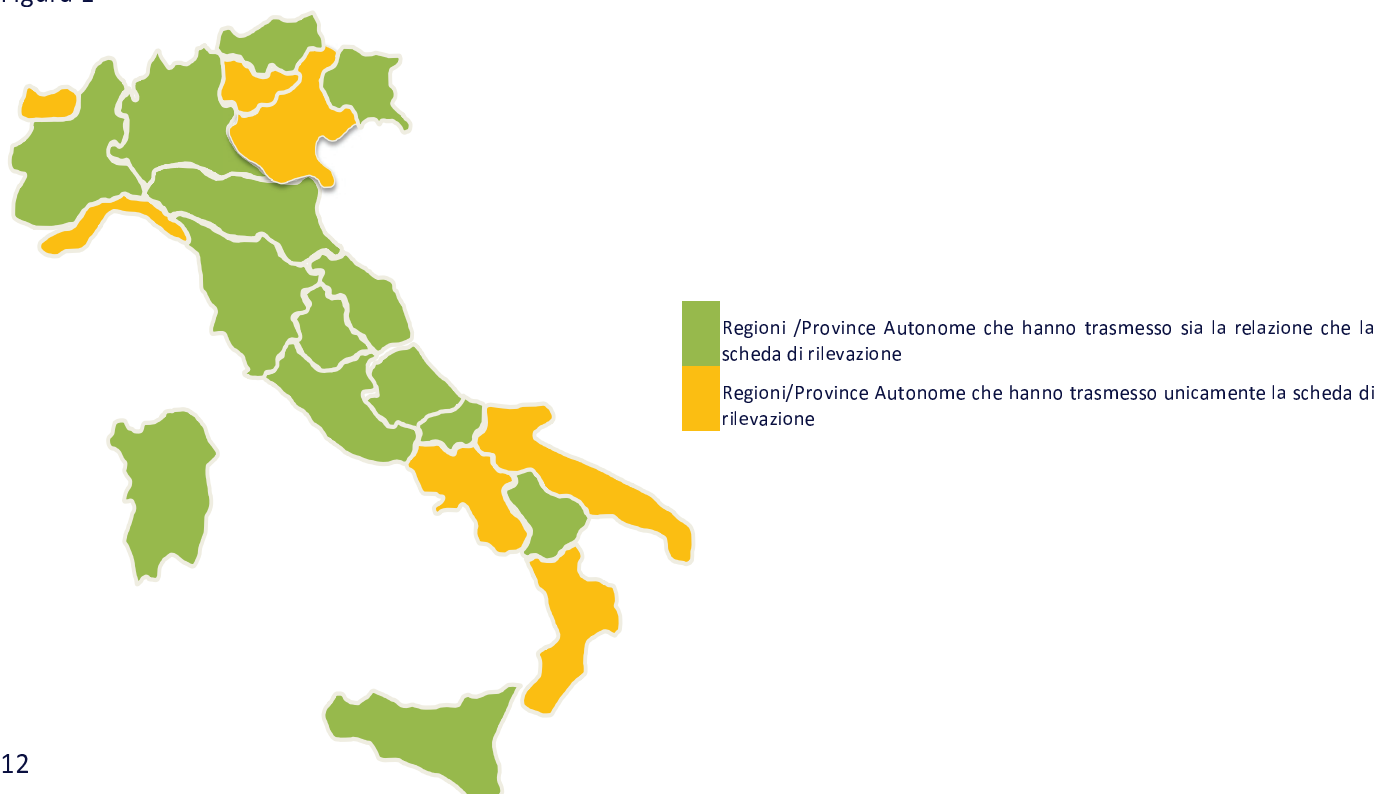 Regioni /Province Autonome che hanno trasmesso sia la relazione che la
scheda di rilevazione
Regioni/Province Autonome che hanno trasmesso unicamente la scheda di
rilevazione
12